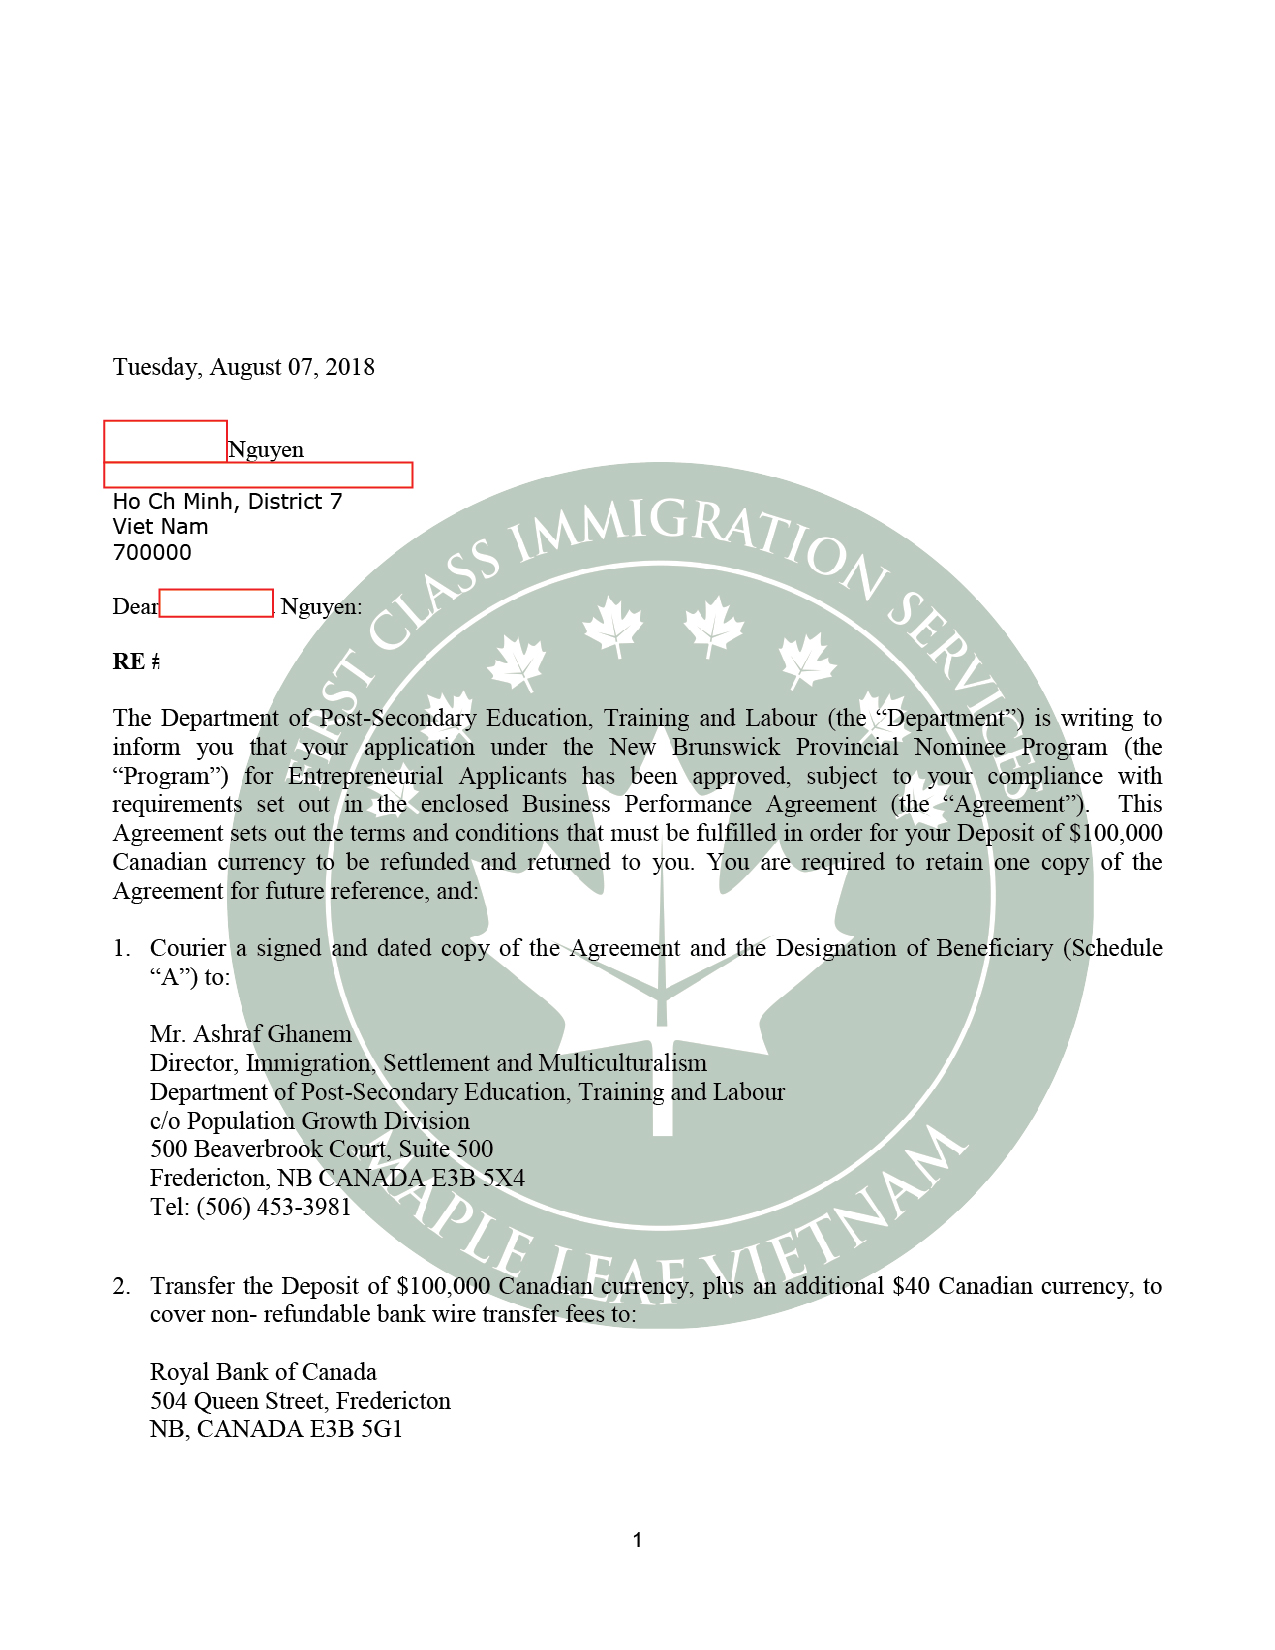 Tuesday, August 07, 2018
Nguyen
Ho Ch Minh, District 7
Viet Nam
700000
Dear Nguyen:
RE #
The Department of Post-Secondary Education, Training and Labour (the “Department”) is writing to
inform you that your application under the New Brunswick Provincial Nominee Program (the
“Program”) for Entrepreneurial Applicants has been approved, subject to your compliance with
requirements set out in the enclosed Business Performance Agreement (the “Agreement”). This
Agreement sets out the terms and conditions that must be fulfilled in order for your Deposit of $100,000
Canadian currency to be refunded and returned to you. You are required to retain one copy of the
Agreement for future reference, and:
1. Courier a signed and dated copy of the Agreement and the Designation of Beneficiary (Schedule
“A”) to:
Mr. Ashraf Ghanem
Director, Immigration, Settlement and Multiculturalism
Department of Post-Secondary Education, Training and Labour
c/o Population Growth Division
500 Beaverbrook Court, Suite 500
Fredericton, NB CANADA E3B 5X4
Tel: (506) 453-3981
2. Transfer the Deposit of $100,000 Canadian currency, plus an additional $40 Canadian currency, to
cover non- refundable bank wire transfer fees to:
Royal Bank of Canada
504 Queen Street, Fredericton
NB, CANADA E3B 5G1
1
FIRST CLASS IMMIGRATION SERVICES
MAPLE LEAF VIETNAM